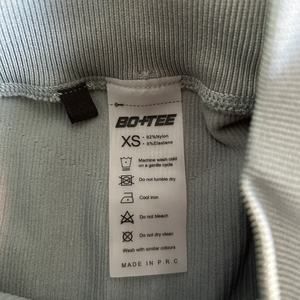 BO+TEE
XS
• 92%Nylon
• 8%Elastane
Machine wash cold
on a gentle cycle
Do not tumble dry
Cool iron
Do not bleach
Do not dry clean
Wash with similar colours
MADE IN P.R.C